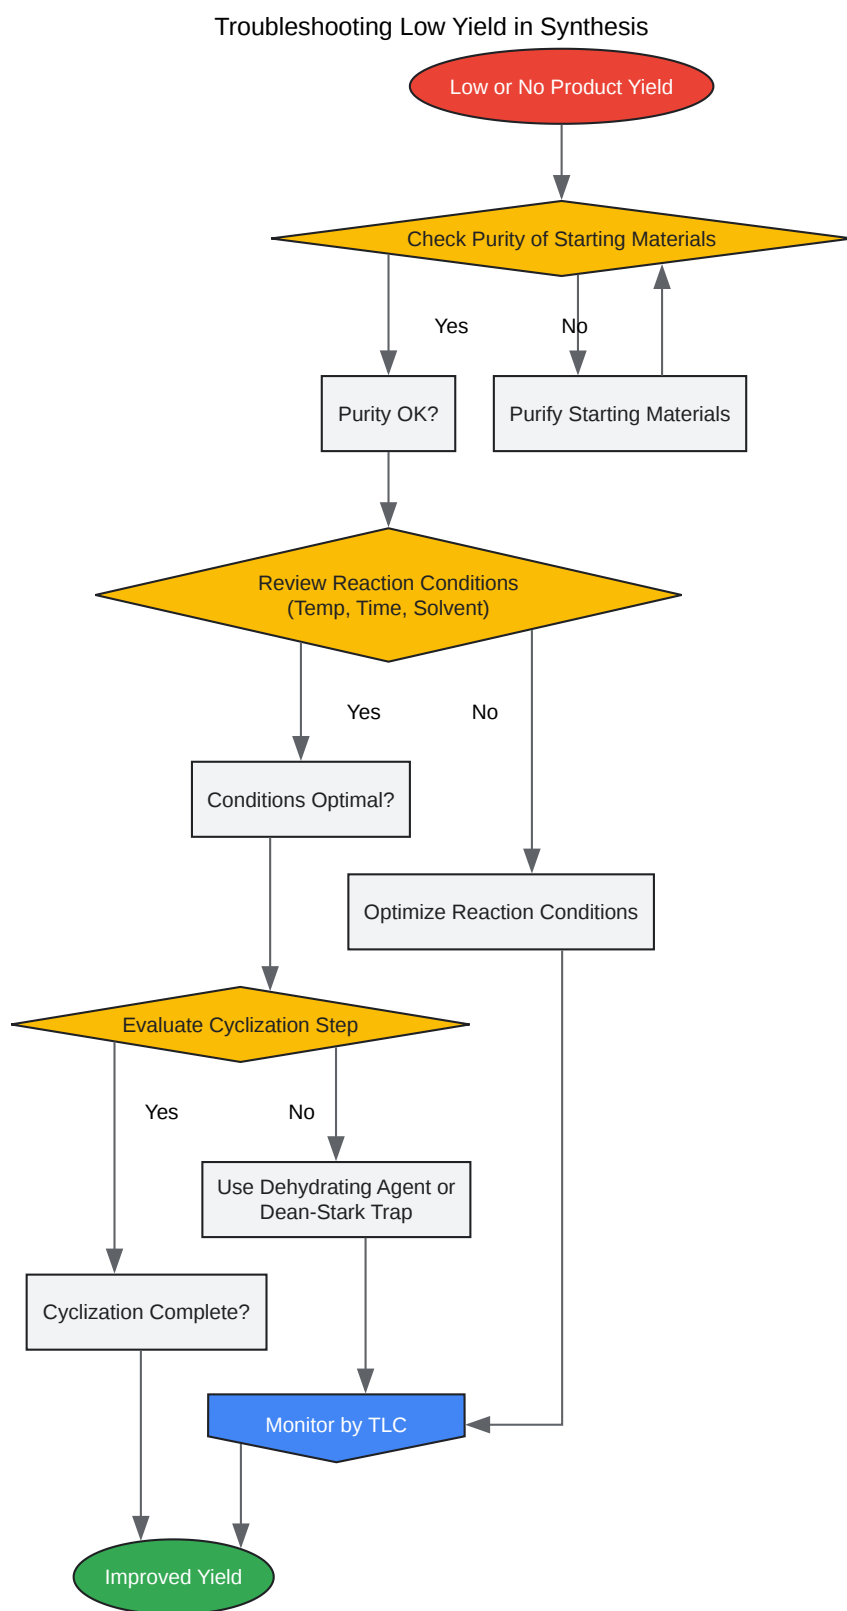 Troubleshooting Low Yield in Synthesis
Low or No Product Yield
Check Purity of Starting Materials
Yes
No
Purity OK?
Purify Starting Materials
Review Reaction Conditions
(Temp, Time, Solvent)
Yes
No
Conditions Optimal?
Optimize Reaction Conditions
Evaluate Cyclization Step
Yes
No
Use Dehydrating Agent or
Dean-Stark Trap
Cyclization Complete?
Monitor by TLC
Improved Yield